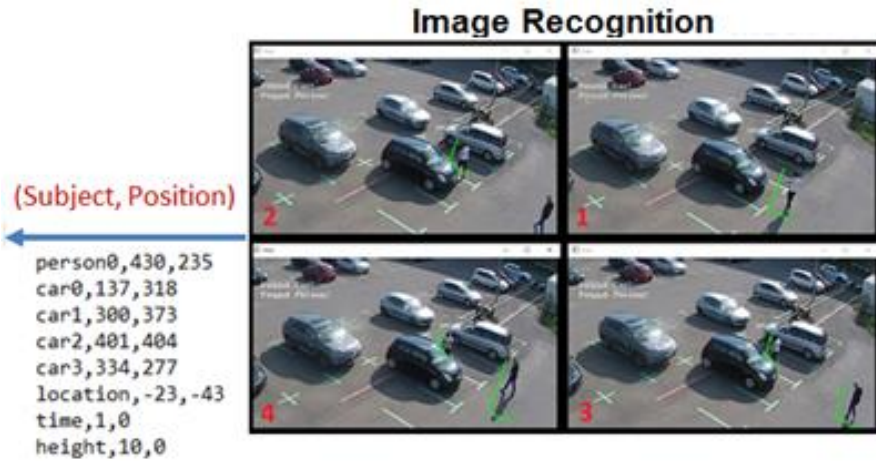 Image Recognition
2
1
(Subject, Position)
person0,430,235
car0,137,318
car1,300,373
car2,401,404
car3,334,277
location,-23,-43
time,1,0
height,10,0
4
3